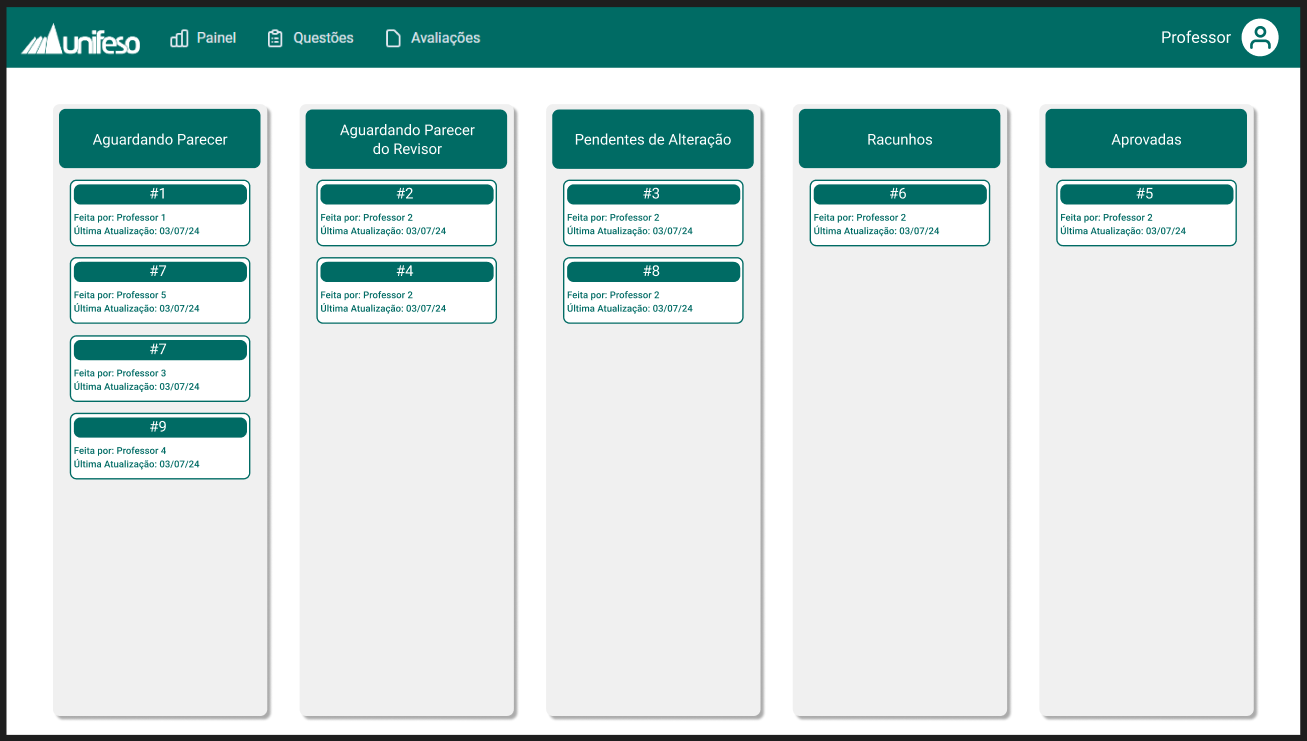 unifeso
Painel
Questões
Avaliações
Professor
Aguardando Parecer
#1
Feita por: Professor 1
Última Atualização: 03/07/24
#7
Feita por: Professor 5
Última Atualização: 03/07/24
#7
Feita por: Professor 3
Última Atualização: 03/07/24
#9
Feita por: Professor 4
Última Atualização: 03/07/24
Aguardando Parecer
do Revisor
#2
Feita por: Professor 2
Última Atualização: 03/07/24
#4
Feita por: Professor 2
Última Atualização: 03/07/24
Pendentes de Alteração
#3
Feita por: Professor 2
Última Atualização: 03/07/24
#8
Feita por: Professor 2
Última Atualização: 03/07/24
Racunhos
#6
Feita por: Professor 2
Última Atualização: 03/07/24
Aprovadas
#5
Feita por: Professor 2
Última Atualização: 03/07/24